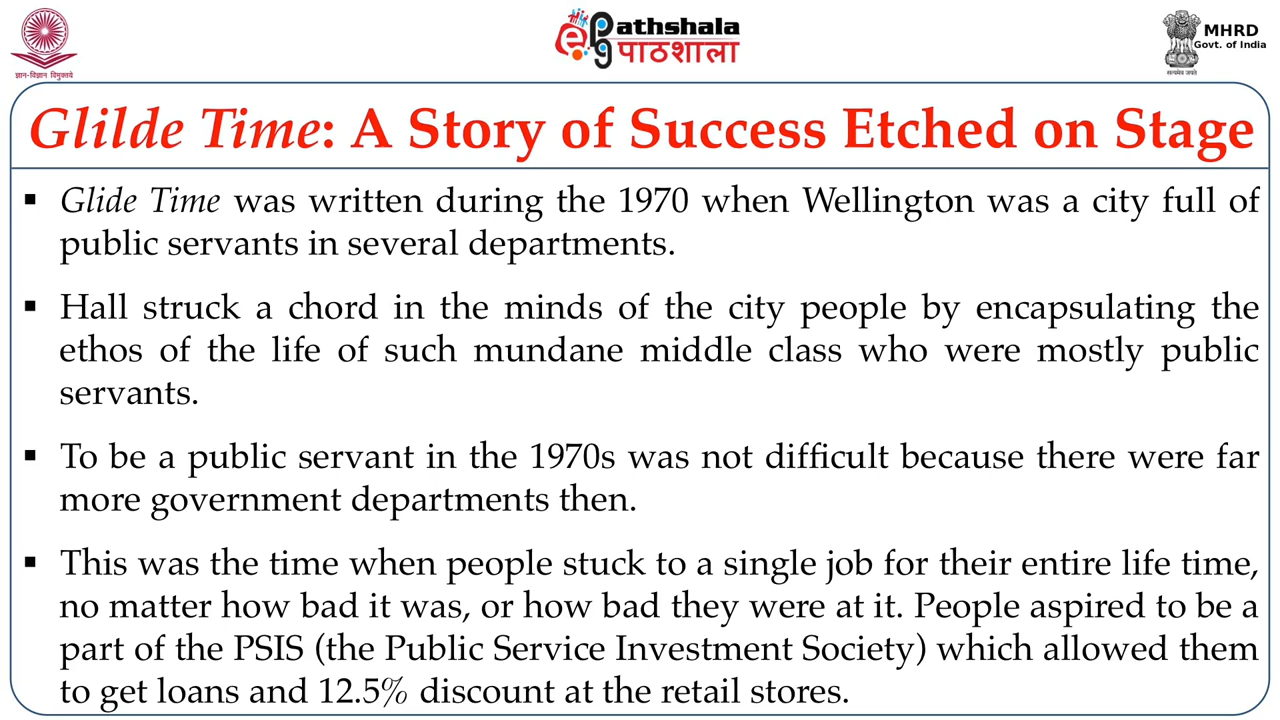 ज्ञान-विज्ञान विमुक्तये
ePg Pathshala
पाठशाला
MHRD
Govt. of India
सत्यमेव जयते
Glilde Time: A Story of Success Etched on Stage
▪ Glide Time was written during the 1970 when Wellington was a city full of
public servants in several departments.
▪ Hall struck a chord in the minds of the city people by encapsulating the
ethos of the life of such mundane middle class who were mostly public
servants.
▪ To be a public servant in the 1970s was not difficult because there were far
more government departments then.
▪ This was the time when people stuck to a single job for their entire life time,
no matter how bad it was, or how bad they were at it. People aspired to be a
part of the PSIS (the Public Service Investment Society) which allowed them
to get loans and 12.5% discount at the retail stores.